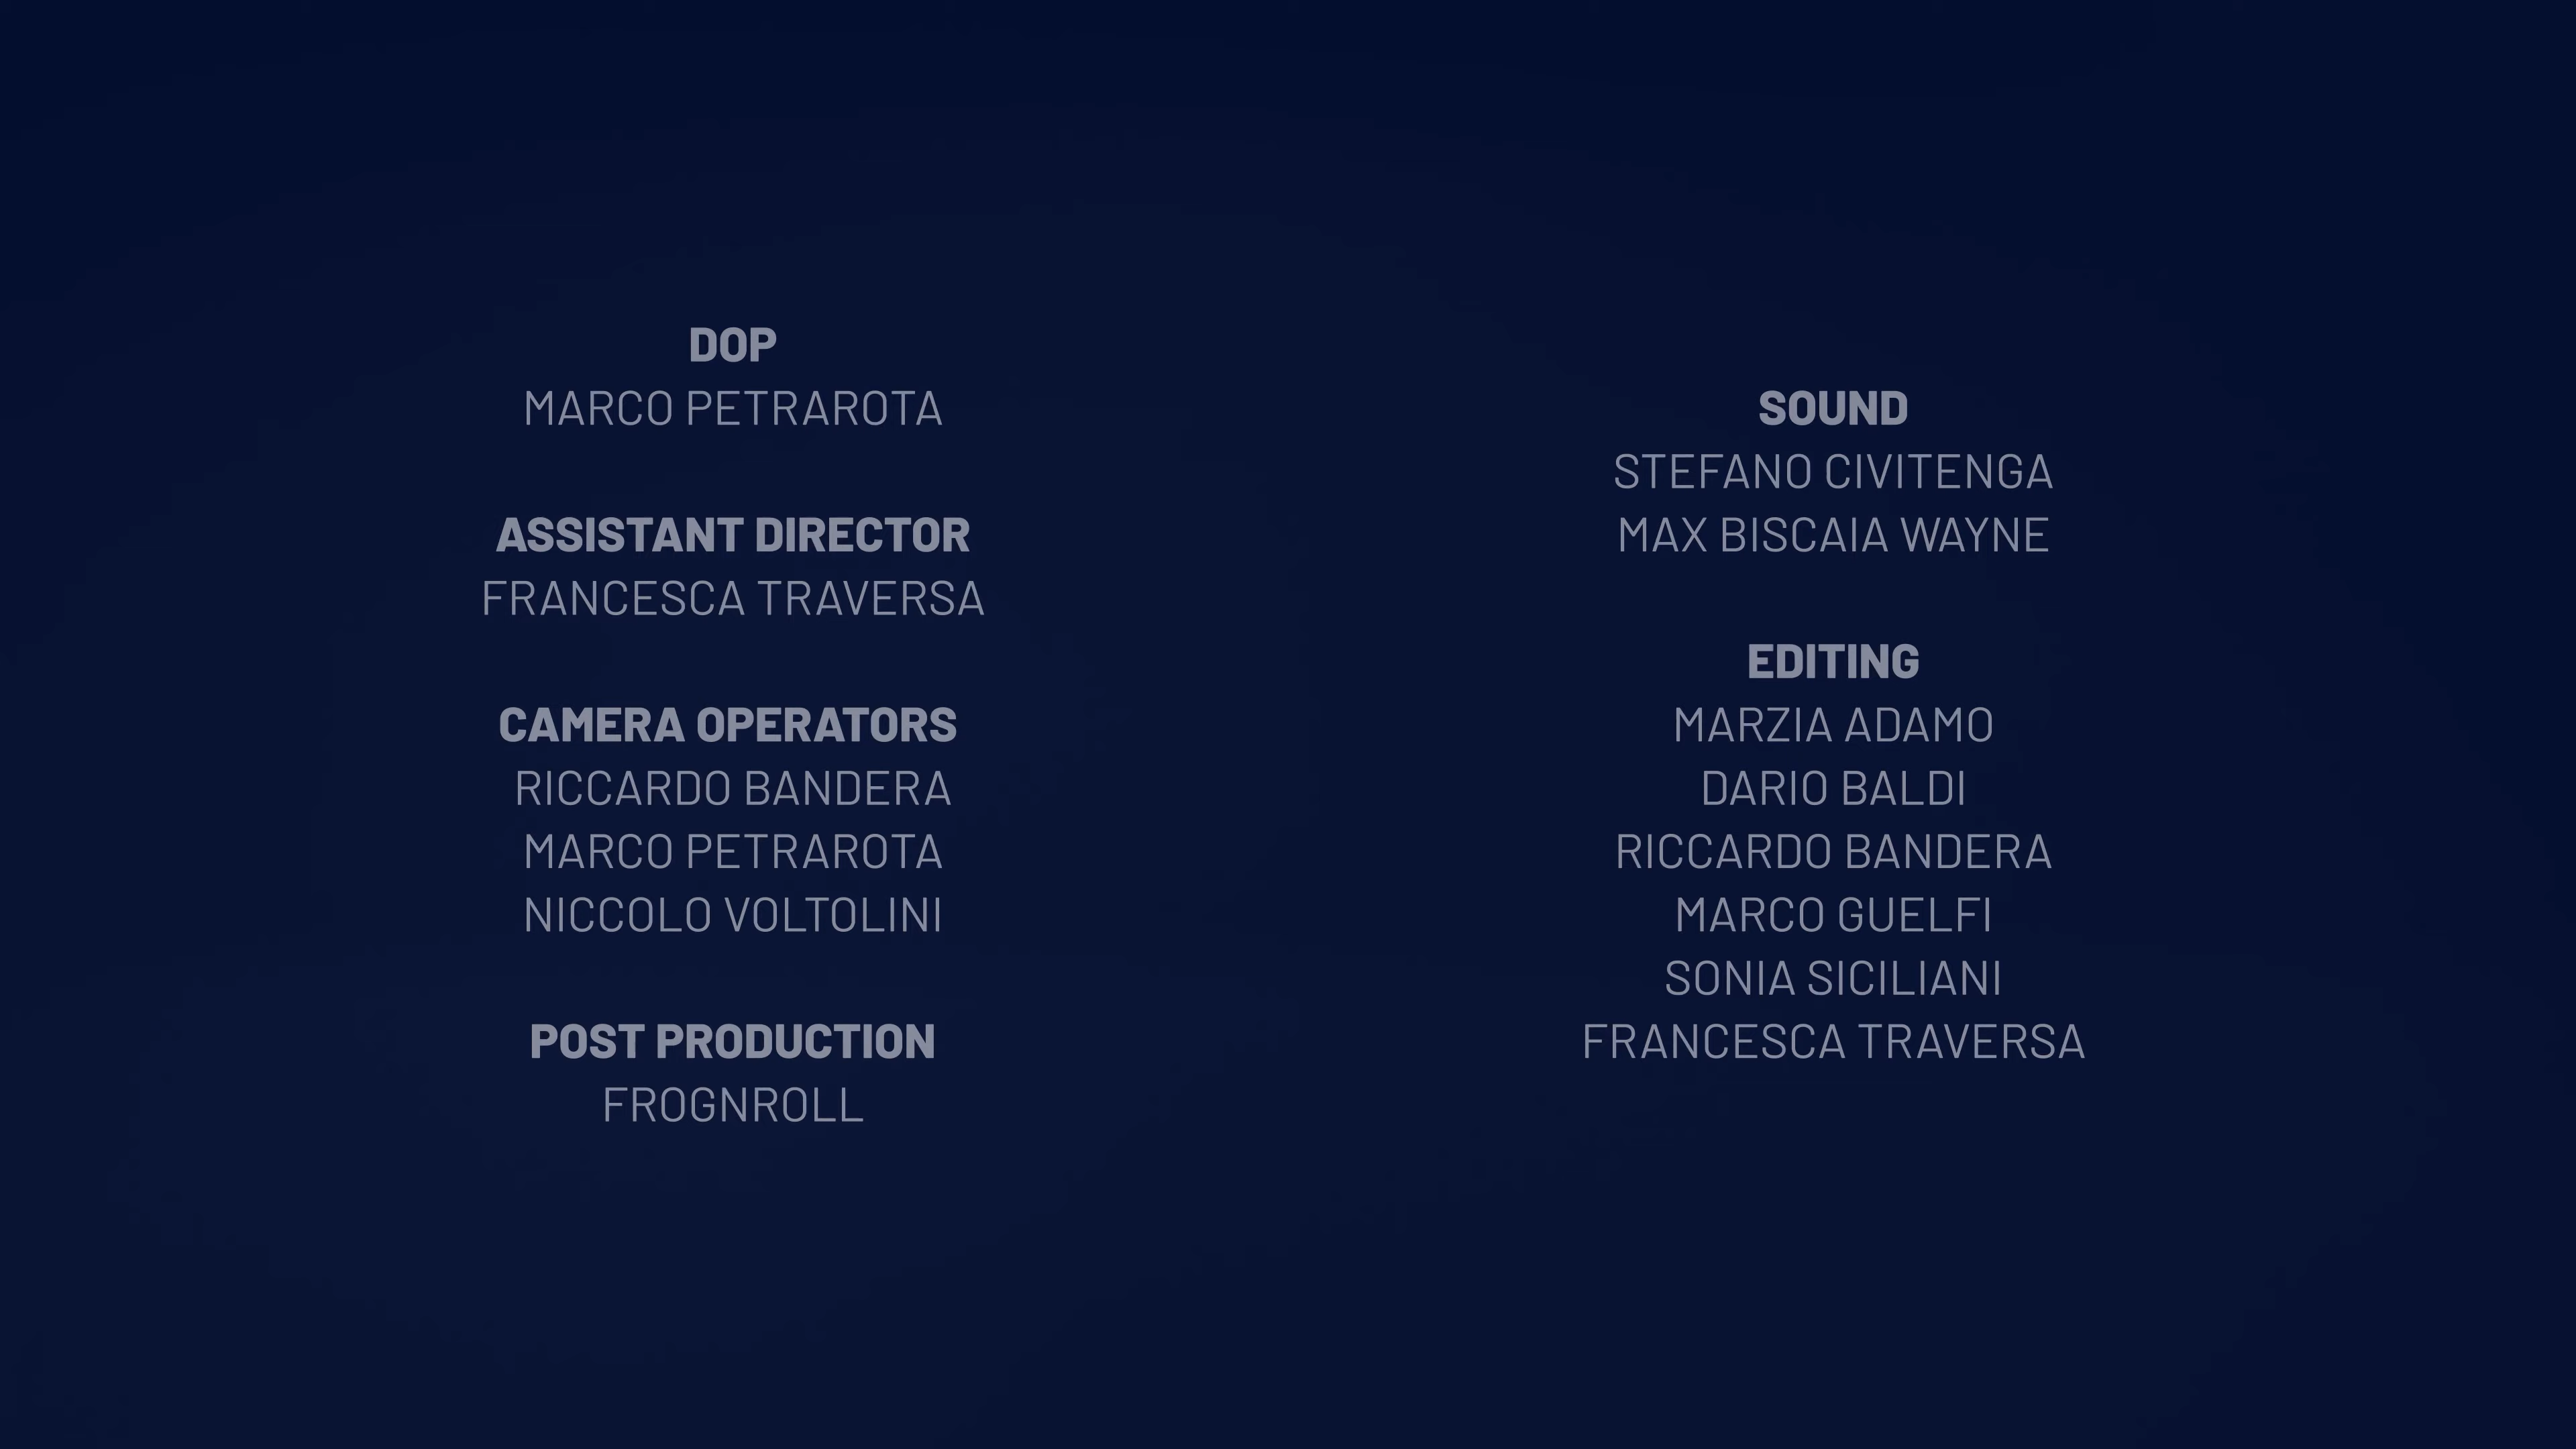 DOP
MARCO PETRAROTA
ASSISTANT DIRECTOR
FRANCESCA TRAVERSA
CAMERA OPERATORS
RICCARDO BANDERA
MARCO PETRAROTA
NICCOLO VOLTOLINI
POST PRODUCTION
FROGNROLL
SOUND
STEFANO CIVITENGA
MAX BISCAIA WAYNE
EDITING
MARZIA ADAMO
DARIO BALDI
RICCARDO BANDERA
MARCO GUELFI
SONIA SICILIANI
FRANCESCA TRAVERSA